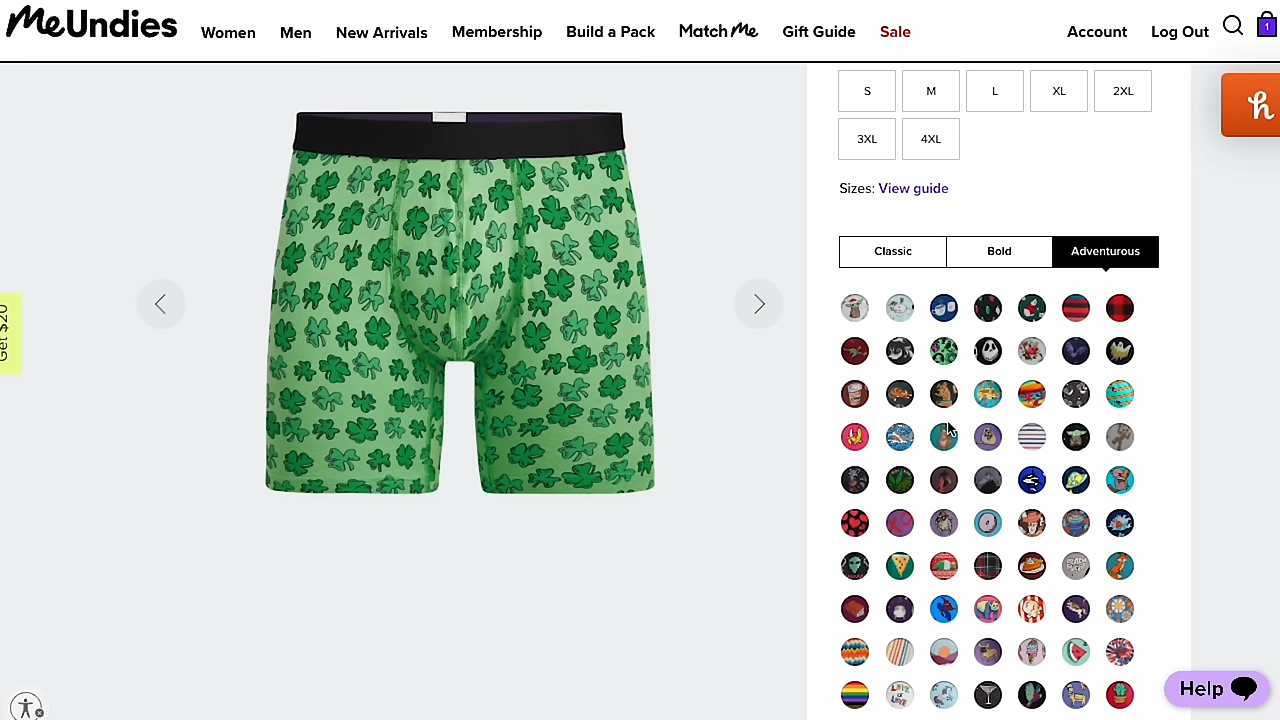 MeUndies
Women Men New Arrivals Membership Build a Pack Match Me Gift Guide Sale Account Log Out 1
S M L XL 2XL
3XL 4XL
Sizes: View guide
Classic Bold Adventurous
Get $20
Help